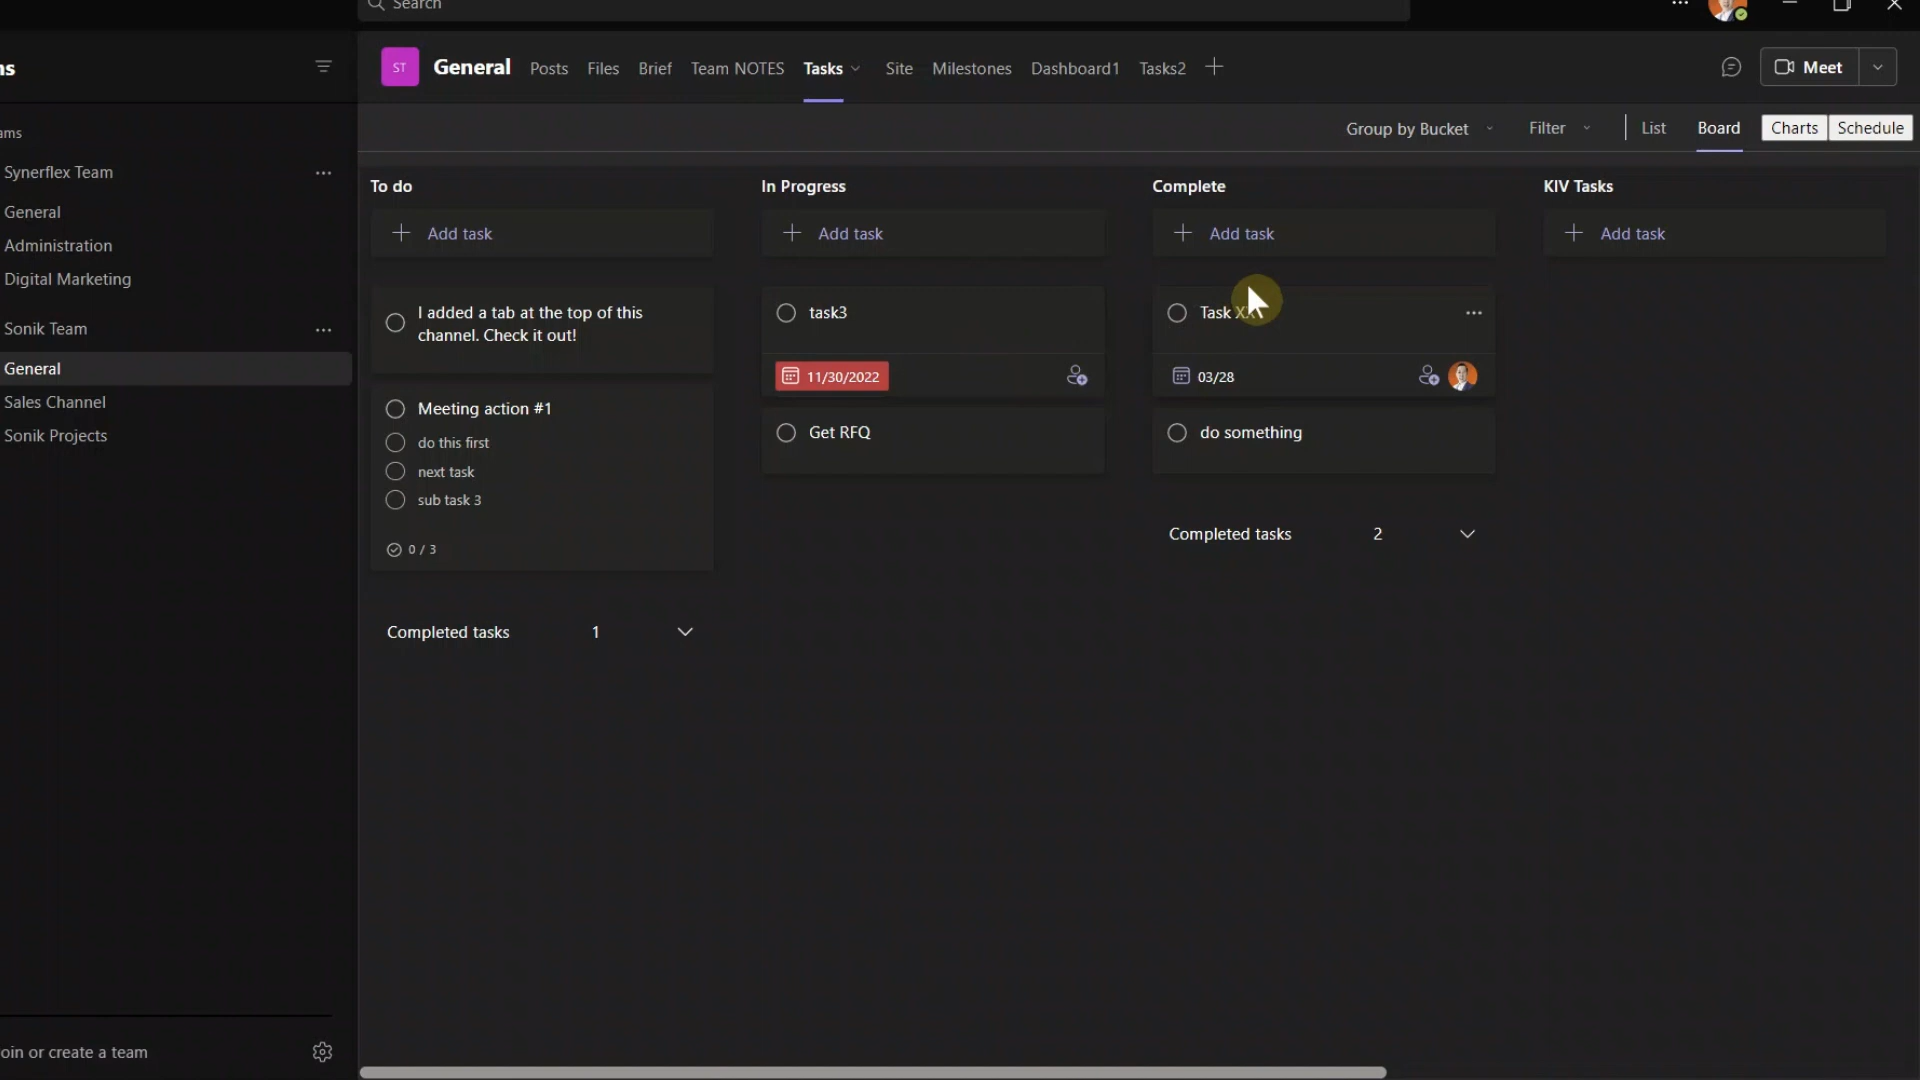 Search
ns
ST
General
Posts
Files
Brief
Team NOTES
Tasks
Site
Milestones
Dashboard1
Tasks2
Meet
ams
Group by Bucket
Filter
List
Board
Charts
Schedule
Synerflex Team
General
Administration
Digital Marketing
Sonik Team
General
Sales Channel
Sonik Projects
oin or create a team
To do
Add task
I added a tab at the top of this
channel. Check it out!
Meeting action #1
do this first
next task
sub task 3
0 / 3
Completed tasks 1
In Progress
Add task
task3
11/30/2022
Get RFQ
Complete
Add task
Task
03/28
do something
Completed tasks 2
KIV Tasks
Add task